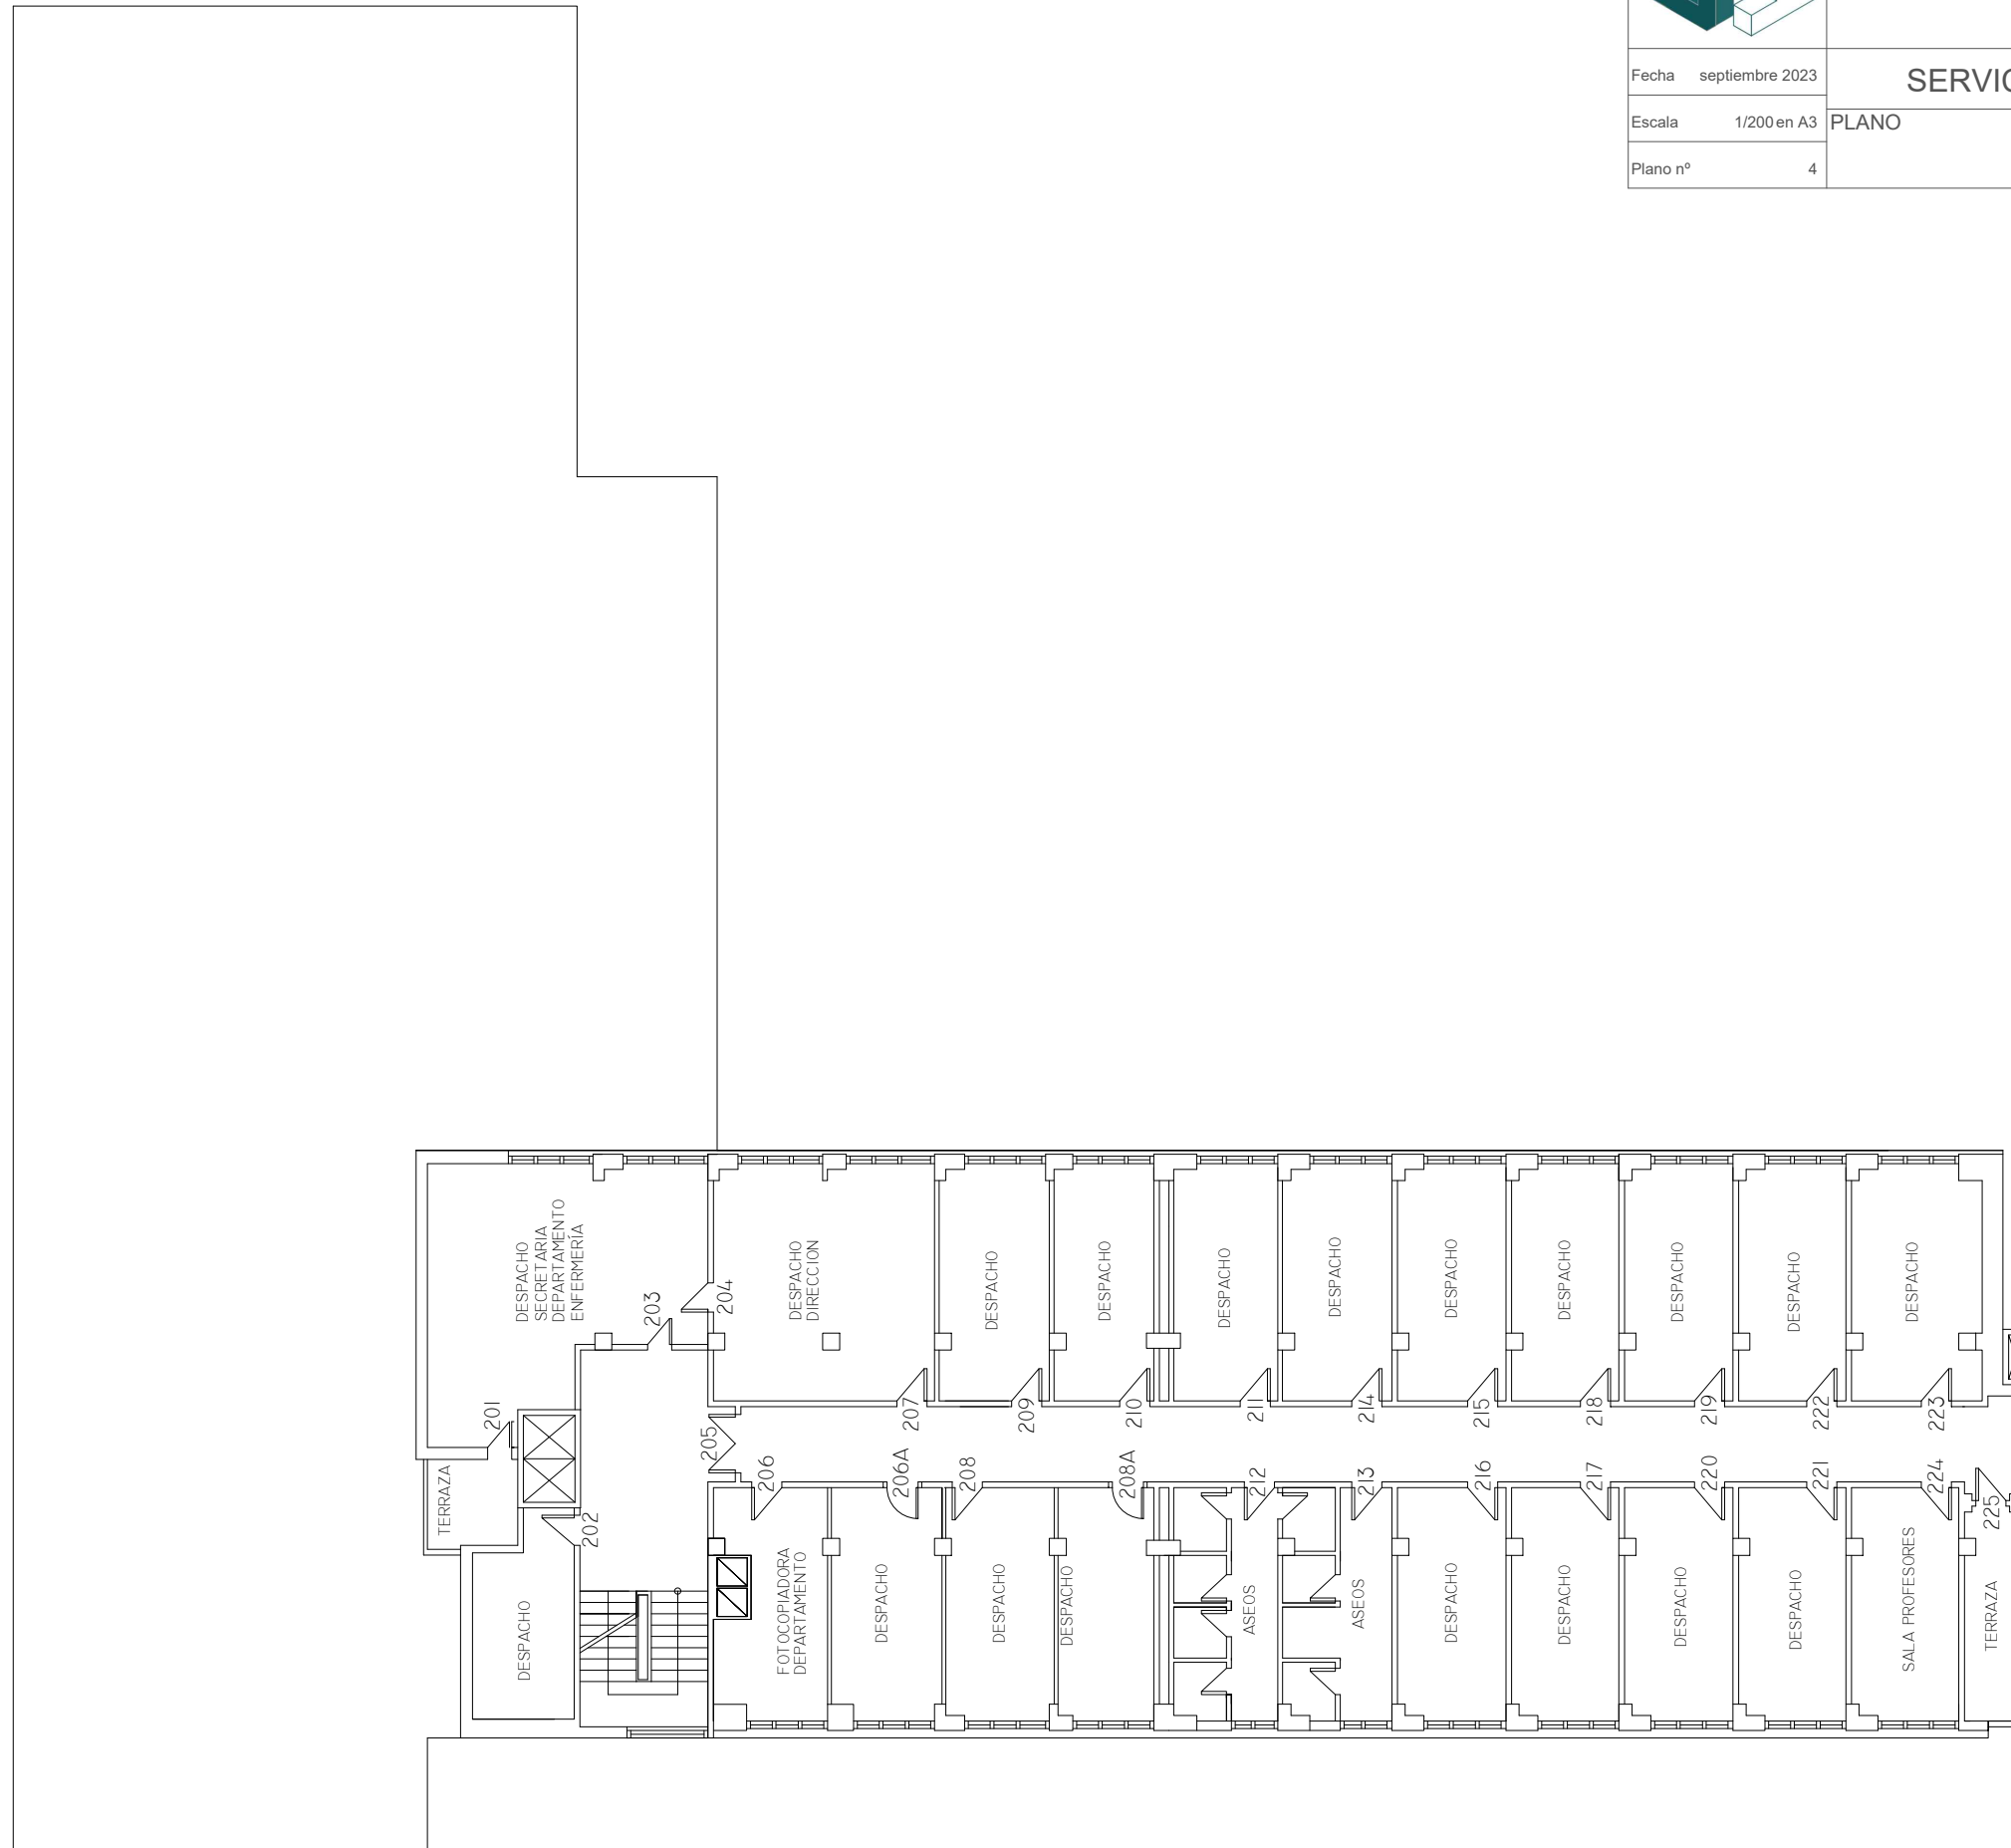 Fecha septiembre 2023
SERVIC
Escala 1/200 en A3
PLANO
Plano nº 4
DESPACHO
SECRETARIA
DEPARTAMENTO
ENFERMERÍA
DESPACHO
DIRECCION
DESPACHO
DESPACHO
DESPACHO
DESPACHO
DESPACHO
DESPACHO
DESPACHO
DESPACHO
DESPACHO
203
204
201
207
209
210
211
214
215
218
219
222
223
205
206
206A
208
208A
212
213
216
217
220
221
224
225
202
TERRAZA
DESPACHO
FOTOCOPIADORA
DEPARTAMENTO
DESPACHO
DESPACHO
DESPACHO
ASEOS
ASEOS
DESPACHO
DESPACHO
DESPACHO
DESPACHO
SALA PROFESORES
TERRAZA